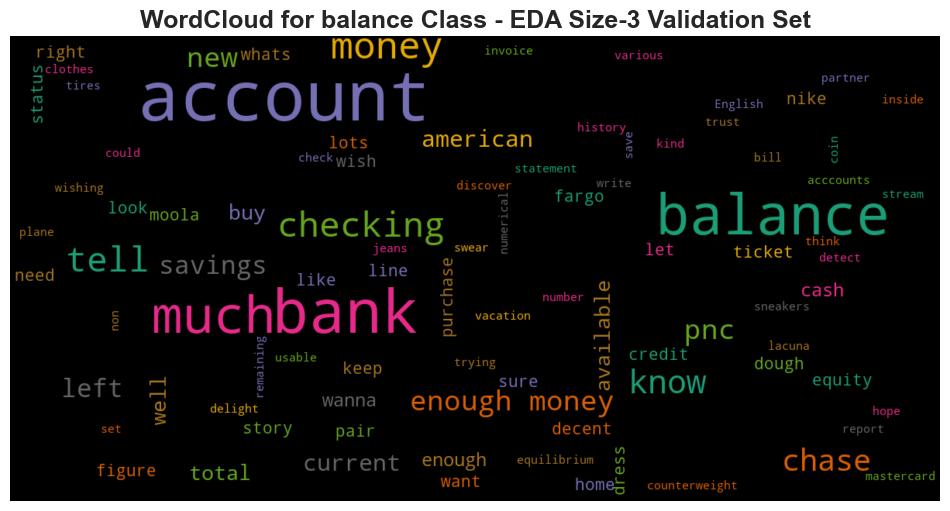 WordCloud for balance Class - EDA Size-3 Validation Set
right
whats
new
money
invoice
various
clothes
tires
status
account
partner
English
nike
inside
trust
history
save
kind
coin
could
lots
american
check
wish
statement
bill
acccounts
wishing
discover
write
fargo
stream
look
moola
buy
checking
numerical
balance
plane
tell
savings
jeans
swear
let
ticket
think
detect
need
like
line
purchase
number
available
cash
sneakers
much
bank
vacation
non
pnc
remaining
usable
keep
trying
credit
lacuna
dough
left
well
sure
know
equity
delight
wanna
enough money
hope
set
story
pair
decent
report
figure
total
current
enough
equilibrium
want
home
dress
counterweight
chase
mastercard